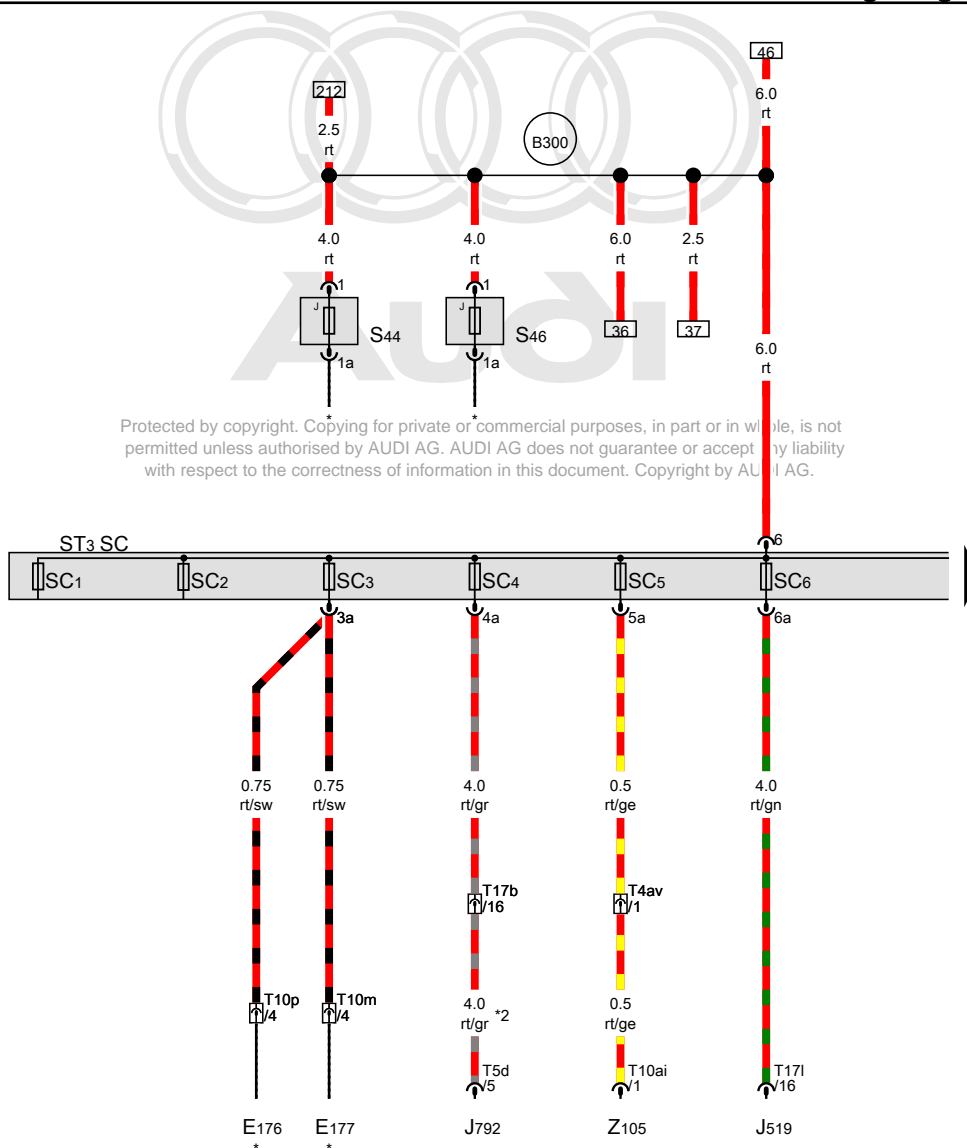 46
212
6.0
rt
2.5
rt
B300
4.0
rt
4.0
rt
6.0
rt
2.5
rt
1
1
J
S44
J
S46
36
37
1a
1a
6.0
rt
*
*
AUDI
Protected by copyright. Copying for private or commercial purposes, in part or in whole, is not
permitted unless authorised by AUDI AG. AUDI AG does not guarantee or accept any liability
with respect to the correctness of information in this document. Copyright by AUDI AG.
ST3 SC
6
SC1
SC2
SC3
SC4
SC5
SC6
3a
4a
5a
6a
0.75
rt/sw
0.75
rt/sw
4.0
rt/gr
0.5
rt/ge
4.0
rt/gn
T17b
/16
T4av
/1
T10p
/4
T10m
/4
4.0
rt/gr *2
0.5
rt/ge
T5d
/5
T10ai
/1
T17l
/16
E176
*
E177
*
J792
Z105
J519